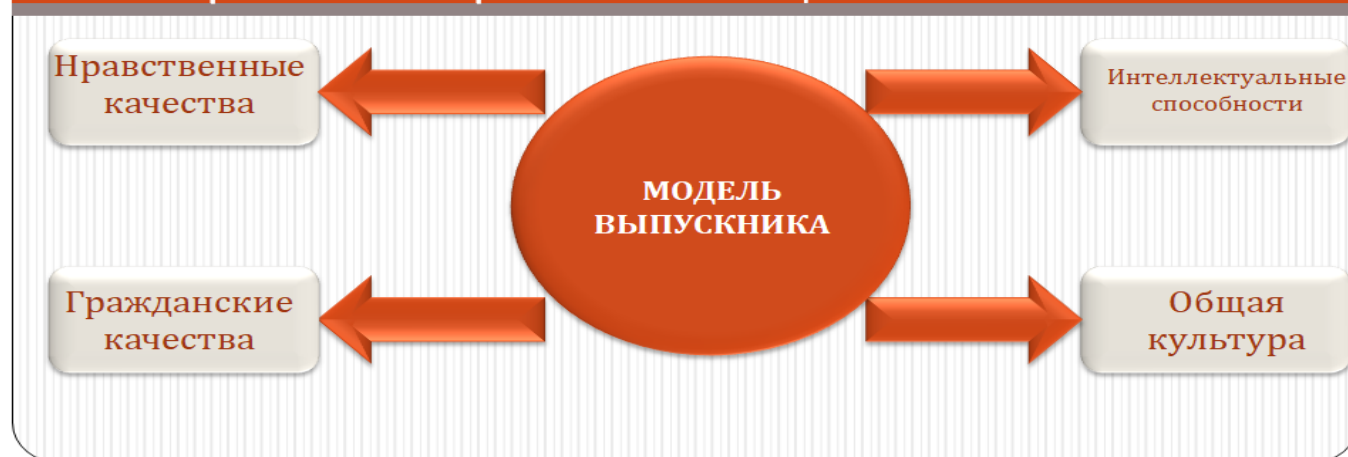 Нравственные
качества
Интеллектуальные
способности
МОДЕЛЬ
ВЫПУСКНИКА
Гражданские
качества
Общая
культура